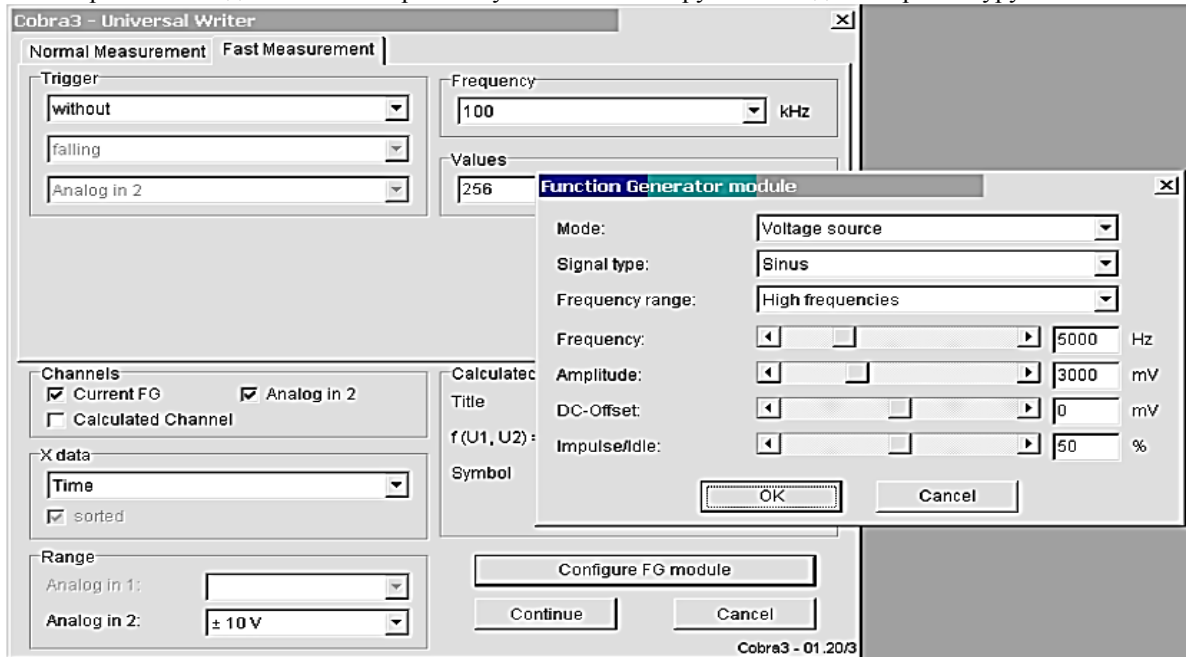 Cobra3 - Universal Writer
Normal Measurement Fast Measurement
Trigger
without
falling
Analog in 2
Frequency
100 kHz
Values
256
Function Generator module
Mode: Voltage source
Signal type: Sinus
Frequency range: High frequencies
Frequency: 5000 Hz
Amplitude: 3000 mV
DC-Offset: 0 mV
Impulse/Idle: 50 %
OK Cancel
Channels
Current FG Analog in 2
Calculated Channel
Calculated
Title
f (U1, U2) =
Symbol
X data
Time
sorted
Range
Analog in 1:
Analog in 2: ± 10 V
Configure FG module
Continue Cancel
Cobra3 - 01.20/3